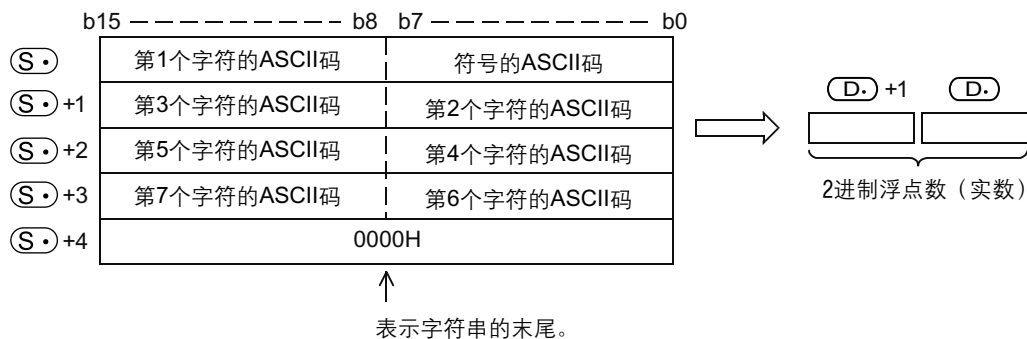 b15 b8 b7 b0
S・ 第1个字符的ASCII码 符号的ASCII码
S・+1 第3个字符的ASCII码 第2个字符的ASCII码
S・+2 第5个字符的ASCII码 第4个字符的ASCII码
S・+3 第7个字符的ASCII码 第6个字符的ASCII码
S・+4 0000H
表示字符串的末尾。
D・+1 D・
2进制浮点数（实数）